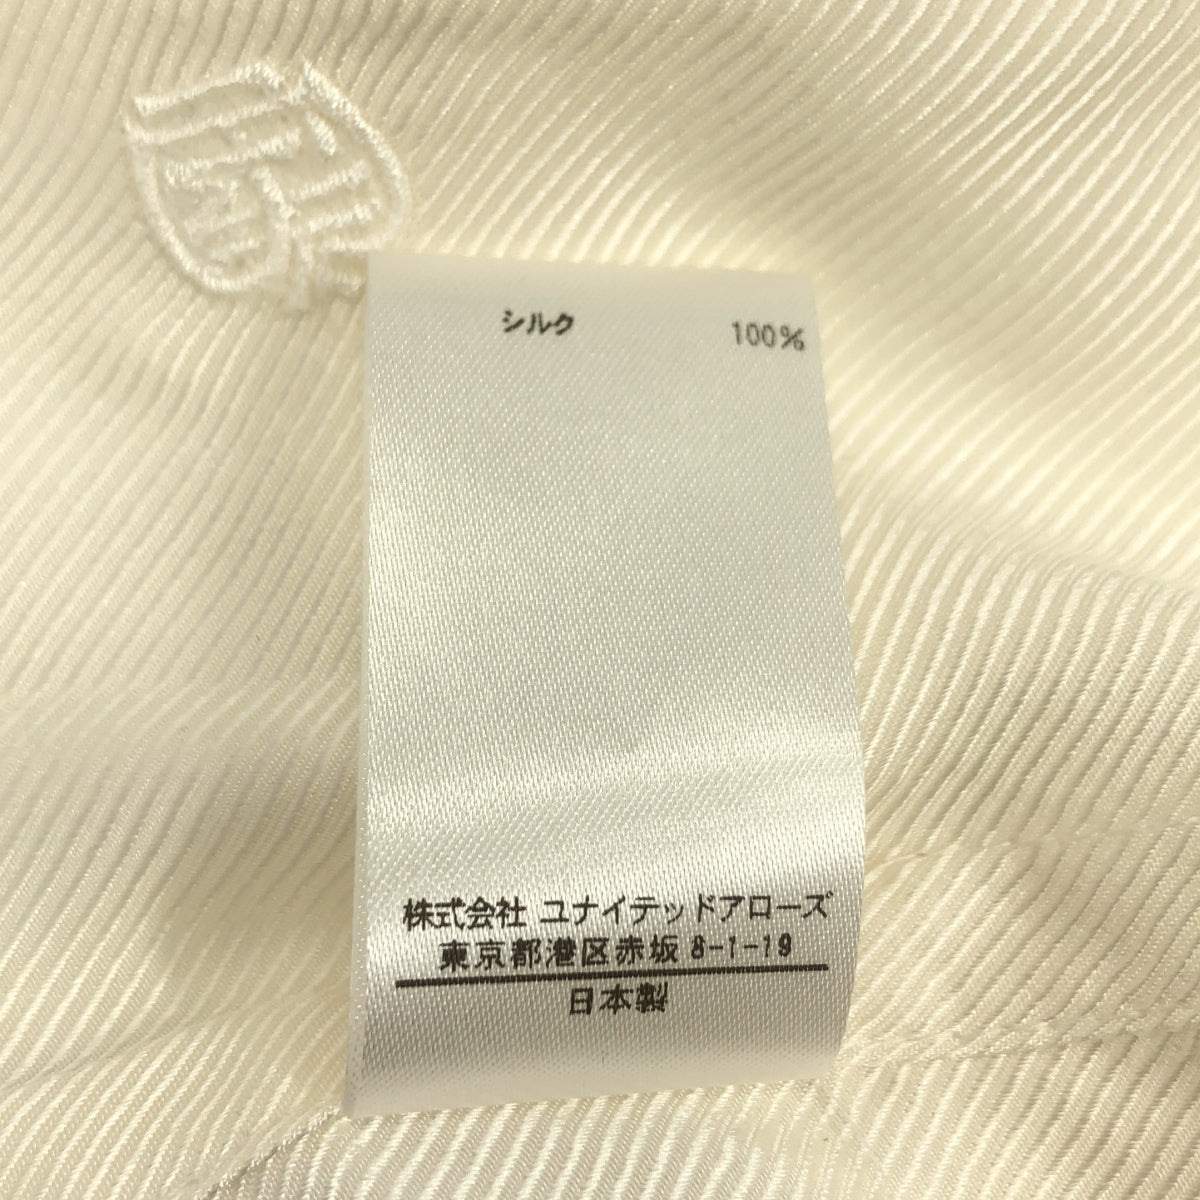 シルク 100%
株式会社 ユナイテッドアローズ
東京都港区赤坂 8-1-19
日本製